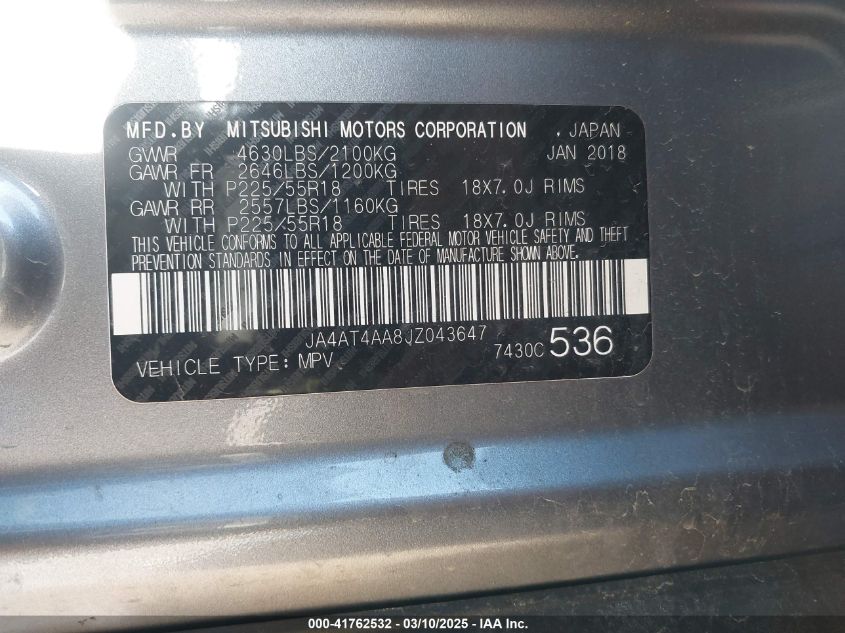 MFD.BY MITSUBISHI MOTORS CORPORATION . JAPAN
GVWR 4630LBS/2100KG JAN 2018
GAWR FR 2646LBS/1200KG
WITH P225/55R18 TIRES 18X7.0J RIMS
GAWR RR 2557LBS/1160KG
WITH P225/55R18 TIRES 18X7.0J RIMS
THIS VEHICLE CONFORMS TO ALL APPLICABLE FEDERAL MOTOR VEHICLE SAFETY AND THEFT
PREVENTION STANDARDS IN EFFECT ON THE DATE OF MANUFACTURE SHOWN ABOVE.
JA4AT4AA8JZ043647
VEHICLE TYPE: MPV 7430C 536
000-41762532 - 03/10/2025 - IAAI, Inc.